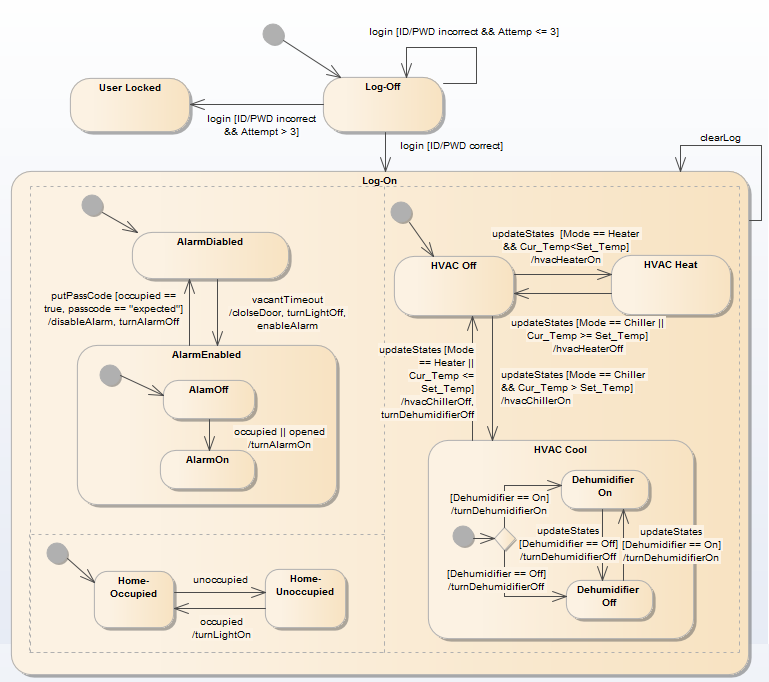 login [ID/PWD incorrect && Attemp <= 3]
User Locked
Log-Off
login [ID/PWD incorrect
&& Attempt > 3]
login [ID/PWD correct]
clearLog
Log-On
AlarmDiabled
putPassCode [occupied ==
true, passcode == "expected"]
/disableAlarm, turnAlarmOff
vacantTimeout
/clolseDoor, turnLightOff,
enableAlarm
AlarmEnabled
AlamOff
occupied || opened
/turnAlarmOn
AlarmOn
Home-
Occupied
unoccupied
Home-
Unoccupied
occupied
/turnLightOn
HVAC Off
updateStates  [Mode == Heater
&& Cur_Temp<Set_Temp]
/hvacHeaterOn
HVAC Heat
updateStates [Mode == Chiller ||
Cur_Temp >= Set_Temp]
/hvacHeaterOff
updateStates [Mode
== Heater ||
Cur_Temp <=
Set_Temp]
/hvacChillerOff,
turnDehumidifierOff
updateStates [Mode == Chiller
&& Cur_Temp > Set_Temp]
/hvacChillerOn
HVAC Cool
[Dehumidifier == On]
/turnDehumidifierOn
Dehumidifier
On
updateStates
[Dehumidifier == Off]
/turnDehumidifierOff
updateStates
[Dehumidifier == On]
/turnDehumidifierOn
[Dehumidifier == Off]
/turnDehumidifierOff
Dehumidifier
Off